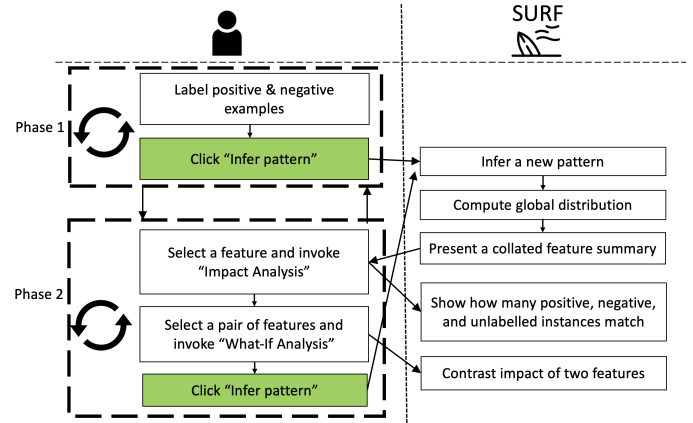 SURF
Phase 1
Label positive & negative
examples
Click “Infer pattern”
Infer a new pattern
Compute global distribution
Present a collated feature summary
Phase 2
Select a feature and invoke
“Impact Analysis”
Show how many positive, negative,
and unlabelled instances match
Select a pair of features and
invoke “What-If Analysis”
Contrast impact of two features
Click “Infer pattern”